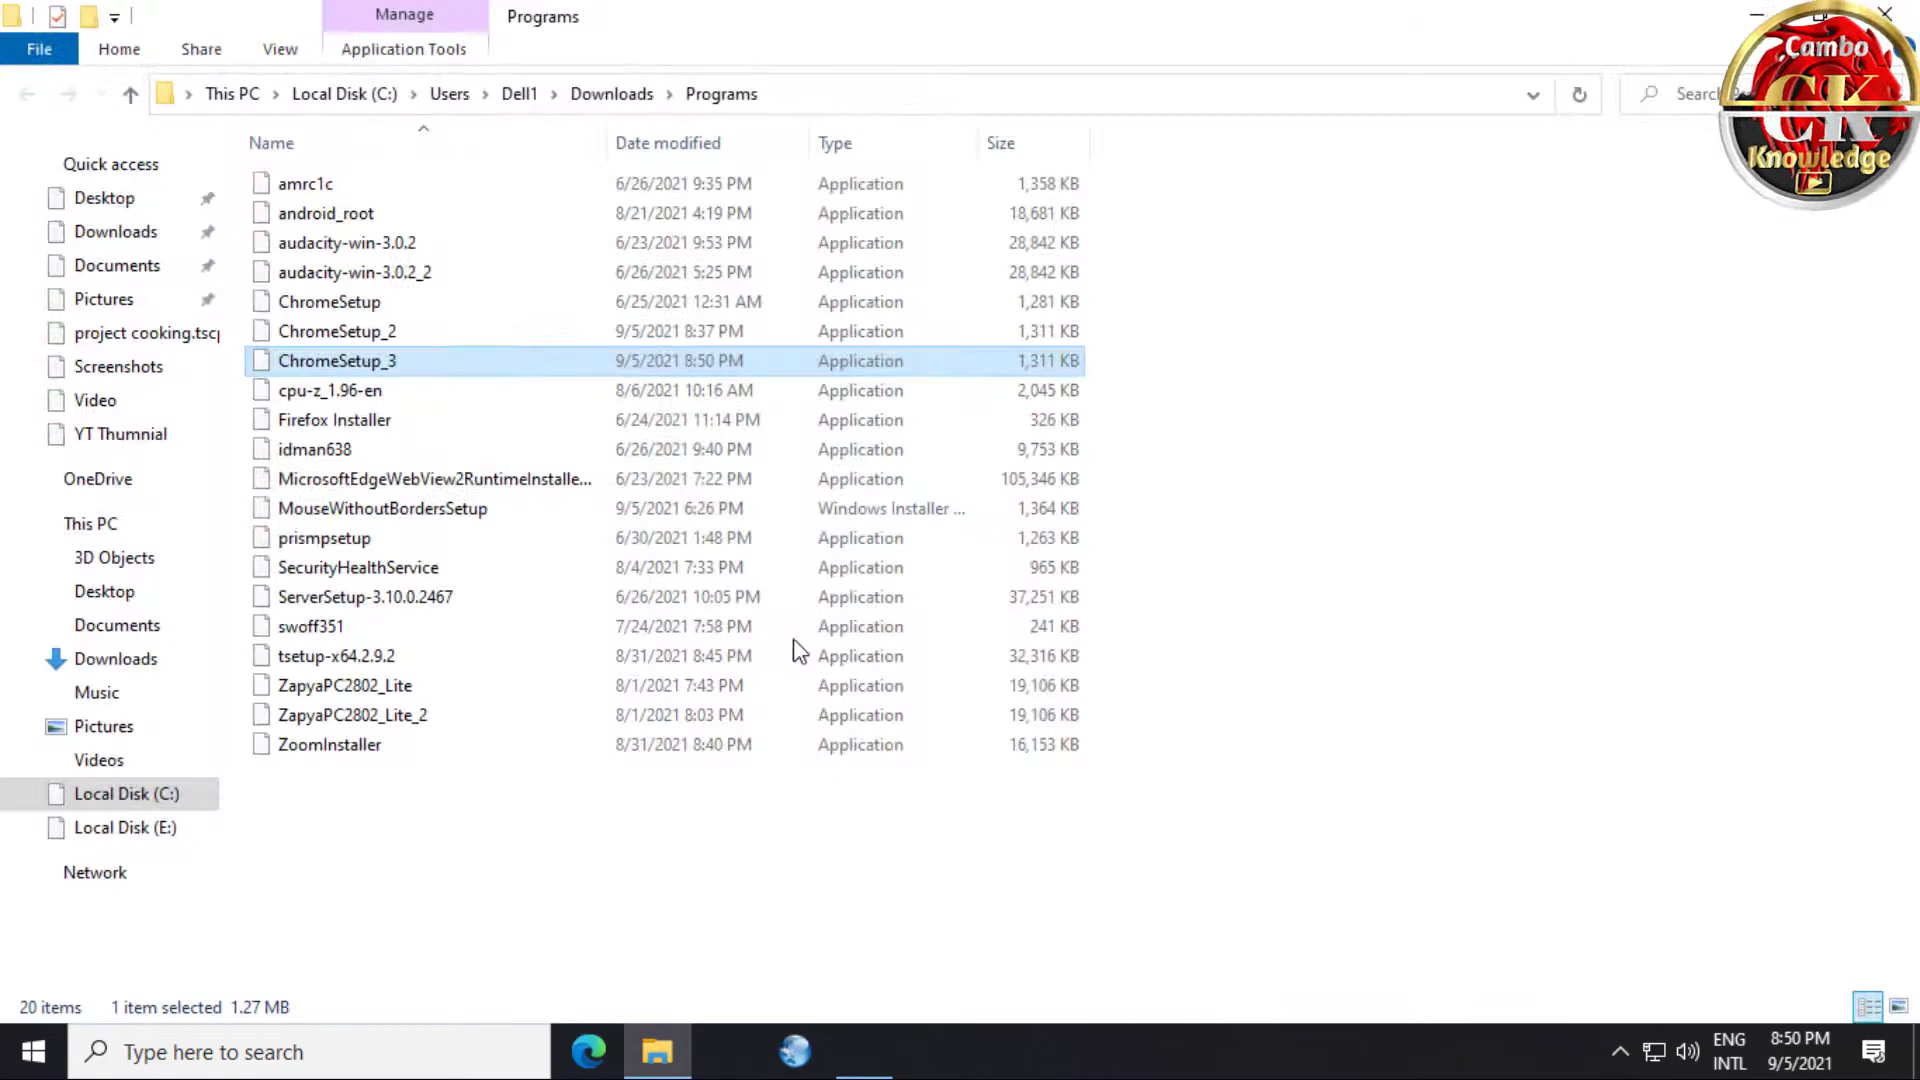 Manage
Programs
File
Home
Share
View
Application Tools
This PC
Local Disk (C:)
Users
Dell1
Downloads
Programs
Search
Cambo
CK
Knowledge
Name
Date modified
Type
Size
Quick access
Desktop
Downloads
Documents
Pictures
project cooking.tscp
Screenshots
Video
YT Thumnial
OneDrive
This PC
3D Objects
Desktop
Documents
Downloads
Music
Pictures
Videos
Local Disk (C:)
Local Disk (E:)
Network
amrc1c 6/26/2021 9:35 PM Application 1,358 KB
android_root 8/21/2021 4:19 PM Application 18,681 KB
audacity-win-3.0.2 6/23/2021 9:53 PM Application 28,842 KB
audacity-win-3.0.2_2 6/26/2021 5:25 PM Application 28,842 KB
ChromeSetup 6/25/2021 12:31 AM Application 1,281 KB
ChromeSetup_2 9/5/2021 8:37 PM Application 1,311 KB
ChromeSetup_3 9/5/2021 8:50 PM Application 1,311 KB
cpu-z_1.96-en 8/6/2021 10:16 AM Application 2,045 KB
Firefox Installer 6/24/2021 11:14 PM Application 326 KB
idman638 6/26/2021 9:40 PM Application 9,753 KB
MicrosoftEdgeWebView2RuntimeInstalle... 6/23/2021 7:22 PM Application 105,346 KB
MouseWithoutBordersSetup 9/5/2021 6:26 PM Windows Installer ... 1,364 KB
prismpsetup 6/30/2021 1:48 PM Application 1,263 KB
SecurityHealthService 8/4/2021 7:33 PM Application 965 KB
ServerSetup-3.10.0.2467 6/26/2021 10:05 PM Application 37,251 KB
swoff351 7/24/2021 7:58 PM Application 241 KB
tsetup-x64.2.9.2 8/31/2021 8:45 PM Application 32,316 KB
ZapyaPC2802_Lite 8/1/2021 7:43 PM Application 19,106 KB
ZapyaPC2802_Lite_2 8/1/2021 8:03 PM Application 19,106 KB
ZoomInstaller 8/31/2021 8:40 PM Application 16,153 KB
20 items 1 item selected 1.27 MB
Type here to search
ENG
INTL
8:50 PM
9/5/2021